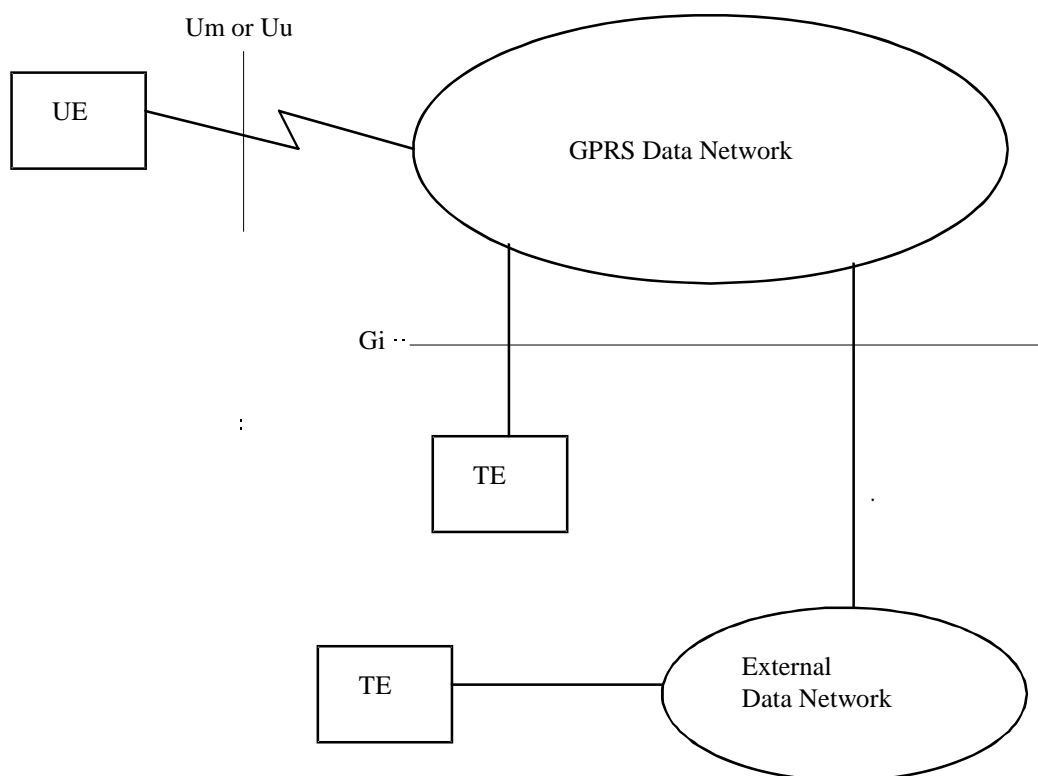 Um or Uu
UE
GPRS Data Network
Gi
TE
TE
External
Data Network